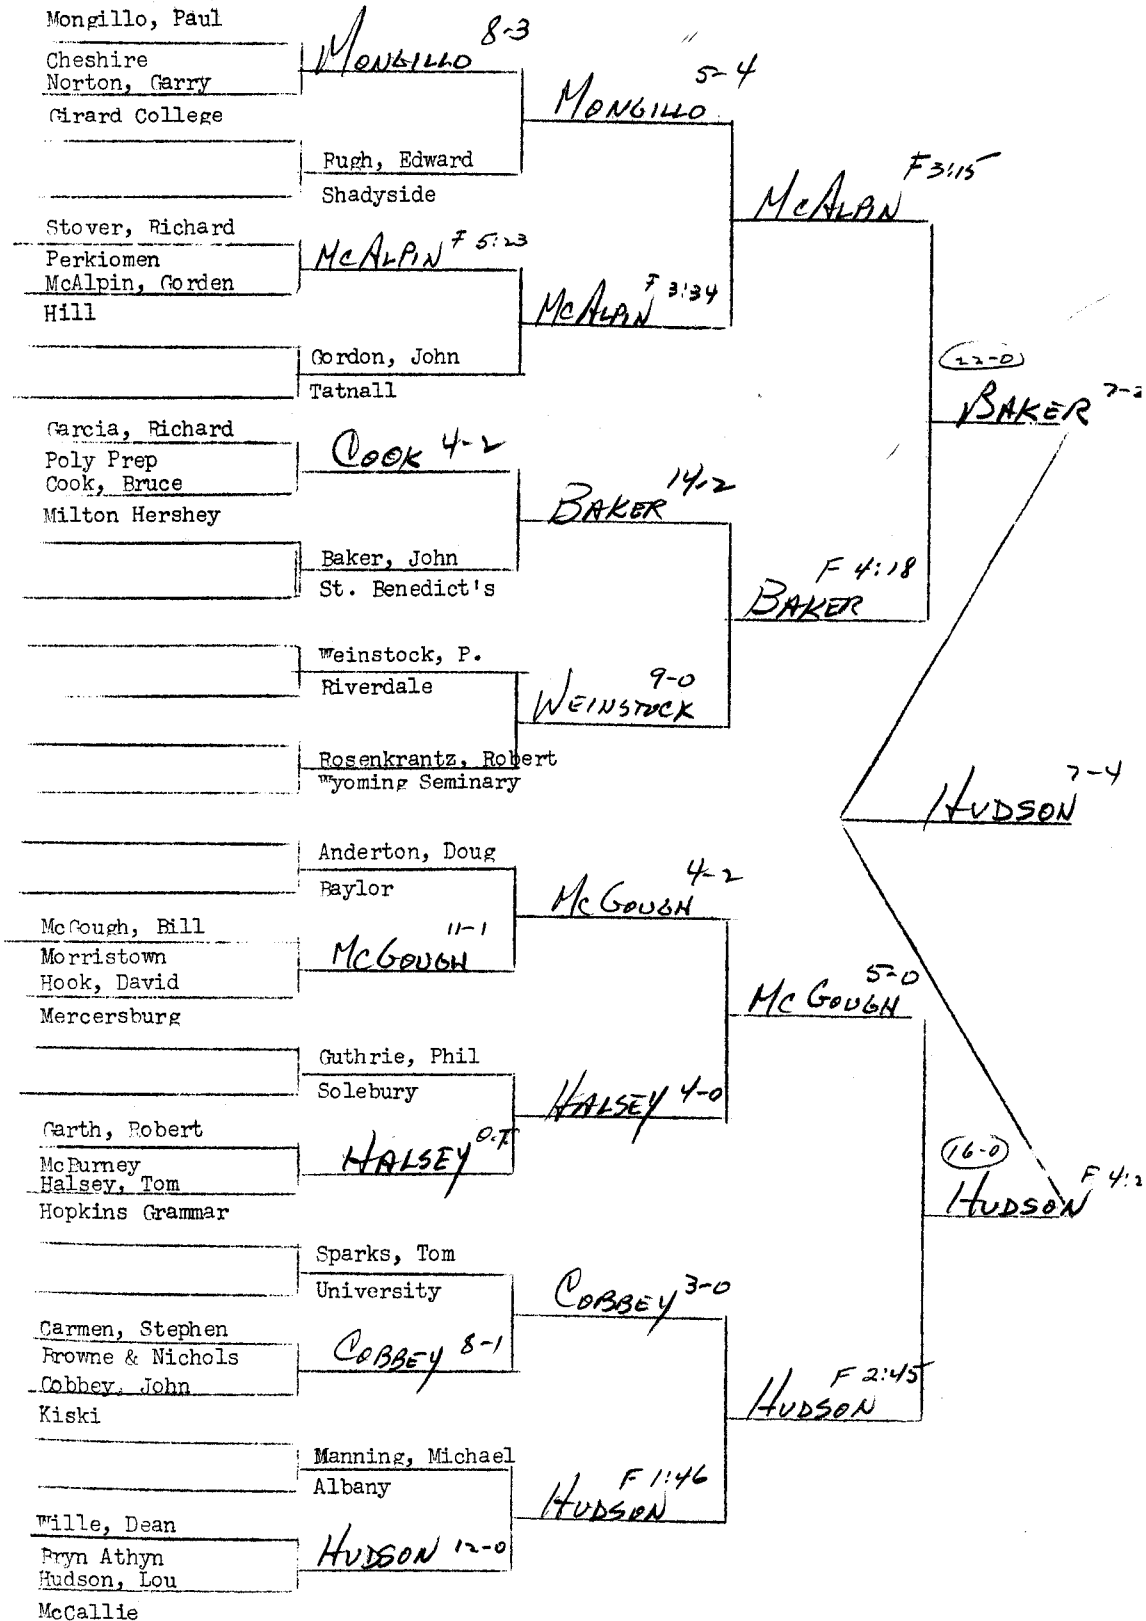 Mongillo, Paul
Cheshire
Norton, Garry
Girard College
MONGILLO 8-3
Pugh, Edward
Shadyside
MONGILLO 5-4
Stover, Richard
Perkiomen
McAlpin, Gorden
Hill
McALPIN F 5:23
Gordon, John
Tatnall
McALPIN F 3:34
McALPIN F 3:15
Garcia, Richard
Poly Prep
Cook, Bruce
Milton Hershey
COOK 4-2
Baker, John
St. Benedict's
BAKER 14-2
Weinstock, P.
Riverdale
Rosenkrantz, Robert
Wyoming Seminary
WEINSTOCK 9-0
BAKER F 4:18
22-0
BAKER
HUDSON 7-4
Anderton, Doug
Baylor
McGough, Bill
Morristown
Hook, David
Mercersburg
McGOUGH 11-1
McGOUGH 4-2
Guthrie, Phil
Solebury
Garth, Robert
McBurney
Halsey, Tom
Hopkins Grammar
HALSEY
HALSEY 4-0
McGOUGH 5-0
Sparks, Tom
University
Carmen, Stephen
Browne & Nichols
Cobbey, John
Kiski
COBBEY 8-1
COBBEY 3-0
Manning, Michael
Albany
Wille, Dean
Bryn Athyn
Hudson, Lou
McCallie
HUDSON 12-0
HUDSON F 1:46
HUDSON F 2:45
16-0
HUDSON